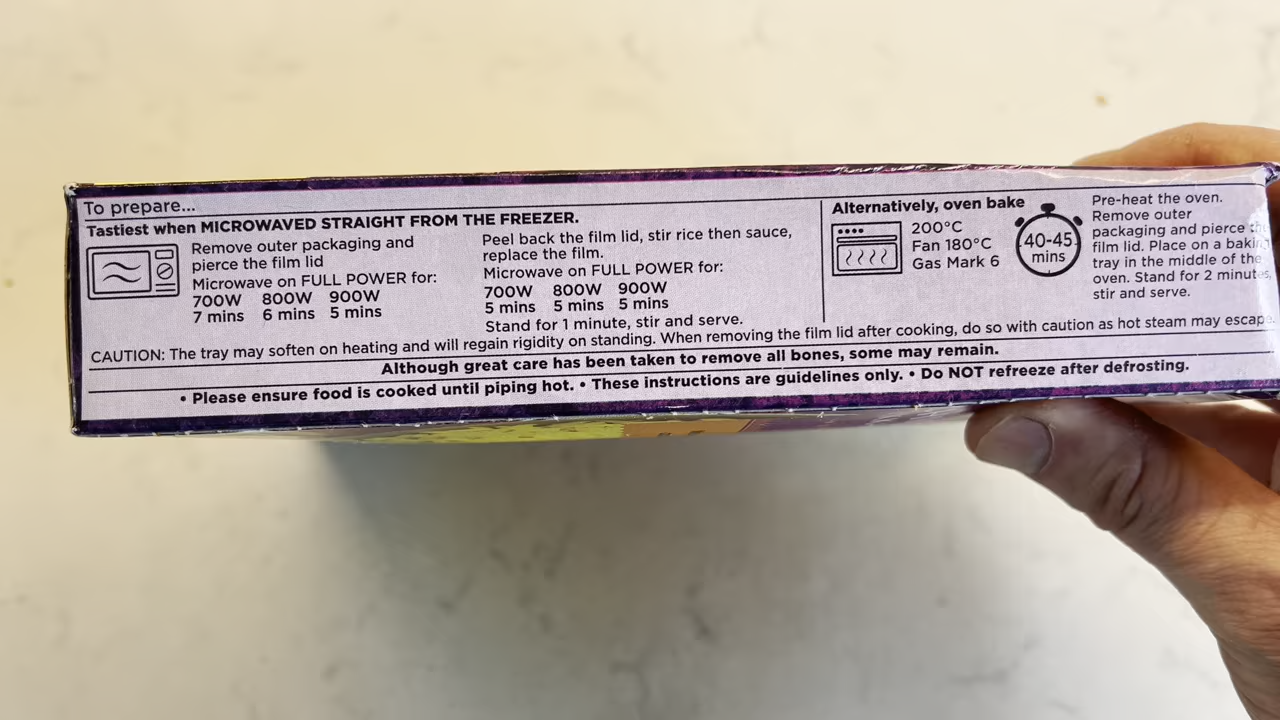 To prepare...
Tastiest when MICROWAVED STRAIGHT FROM THE FREEZER.
Remove outer packaging and
pierce the film lid
Microwave on FULL POWER for:
700W 800W 900W
7 mins 6 mins 5 mins
Peel back the film lid, stir rice then sauce,
replace the film.
Microwave on FULL POWER for:
700W 800W 900W
5 mins 5 mins 5 mins
Stand for 1 minute, stir and serve.
Alternatively, oven bake
200°C
Fan 180°C
Gas Mark 6
40-45
mins
Pre-heat the oven.
Remove outer
packaging and pierce the
film lid. Place on a baking
tray in the middle of the
oven. Stand for 2 minutes,
stir and serve.
CAUTION: The tray may soften on heating and will regain rigidity on standing. When removing the film lid after cooking, do so with caution as hot steam may escape.
Although great care has been taken to remove all bones, some may remain.
• Please ensure food is cooked until piping hot. • These instructions are guidelines only. • Do NOT refreeze after defrosting.